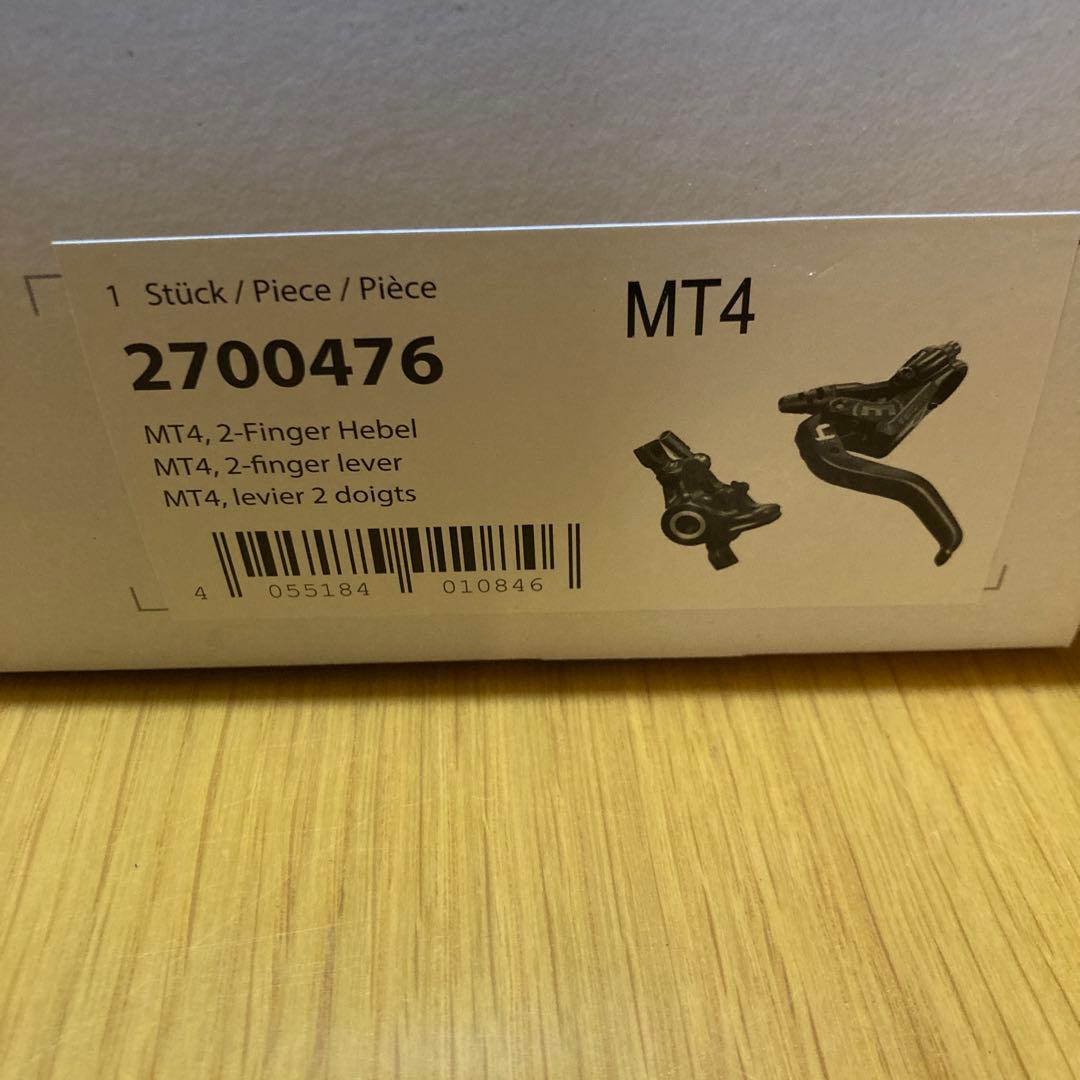 1 Stück / Piece / Pièce
MT4
2700476
MT4, 2-Finger Hebel
MT4, 2-finger lever
MT4, levier 2 doigts
4 055184 010846